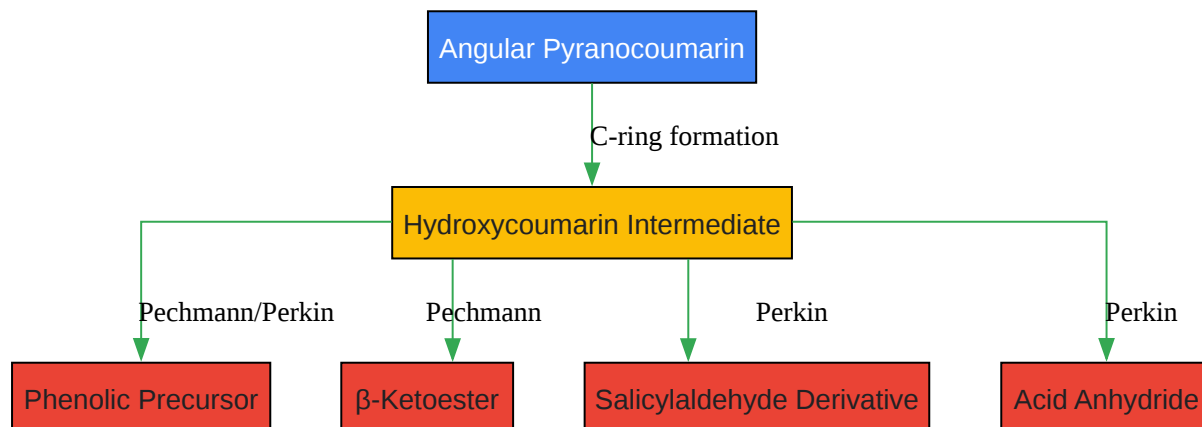 Angular Pyranocoumarin
C-ring formation
Hydroxycoumarin Intermediate
Pechmann/Perkin
Pechmann
Perkin
Perkin
Phenolic Precursor
β-Ketoester
Salicylaldehyde Derivative
Acid Anhydride